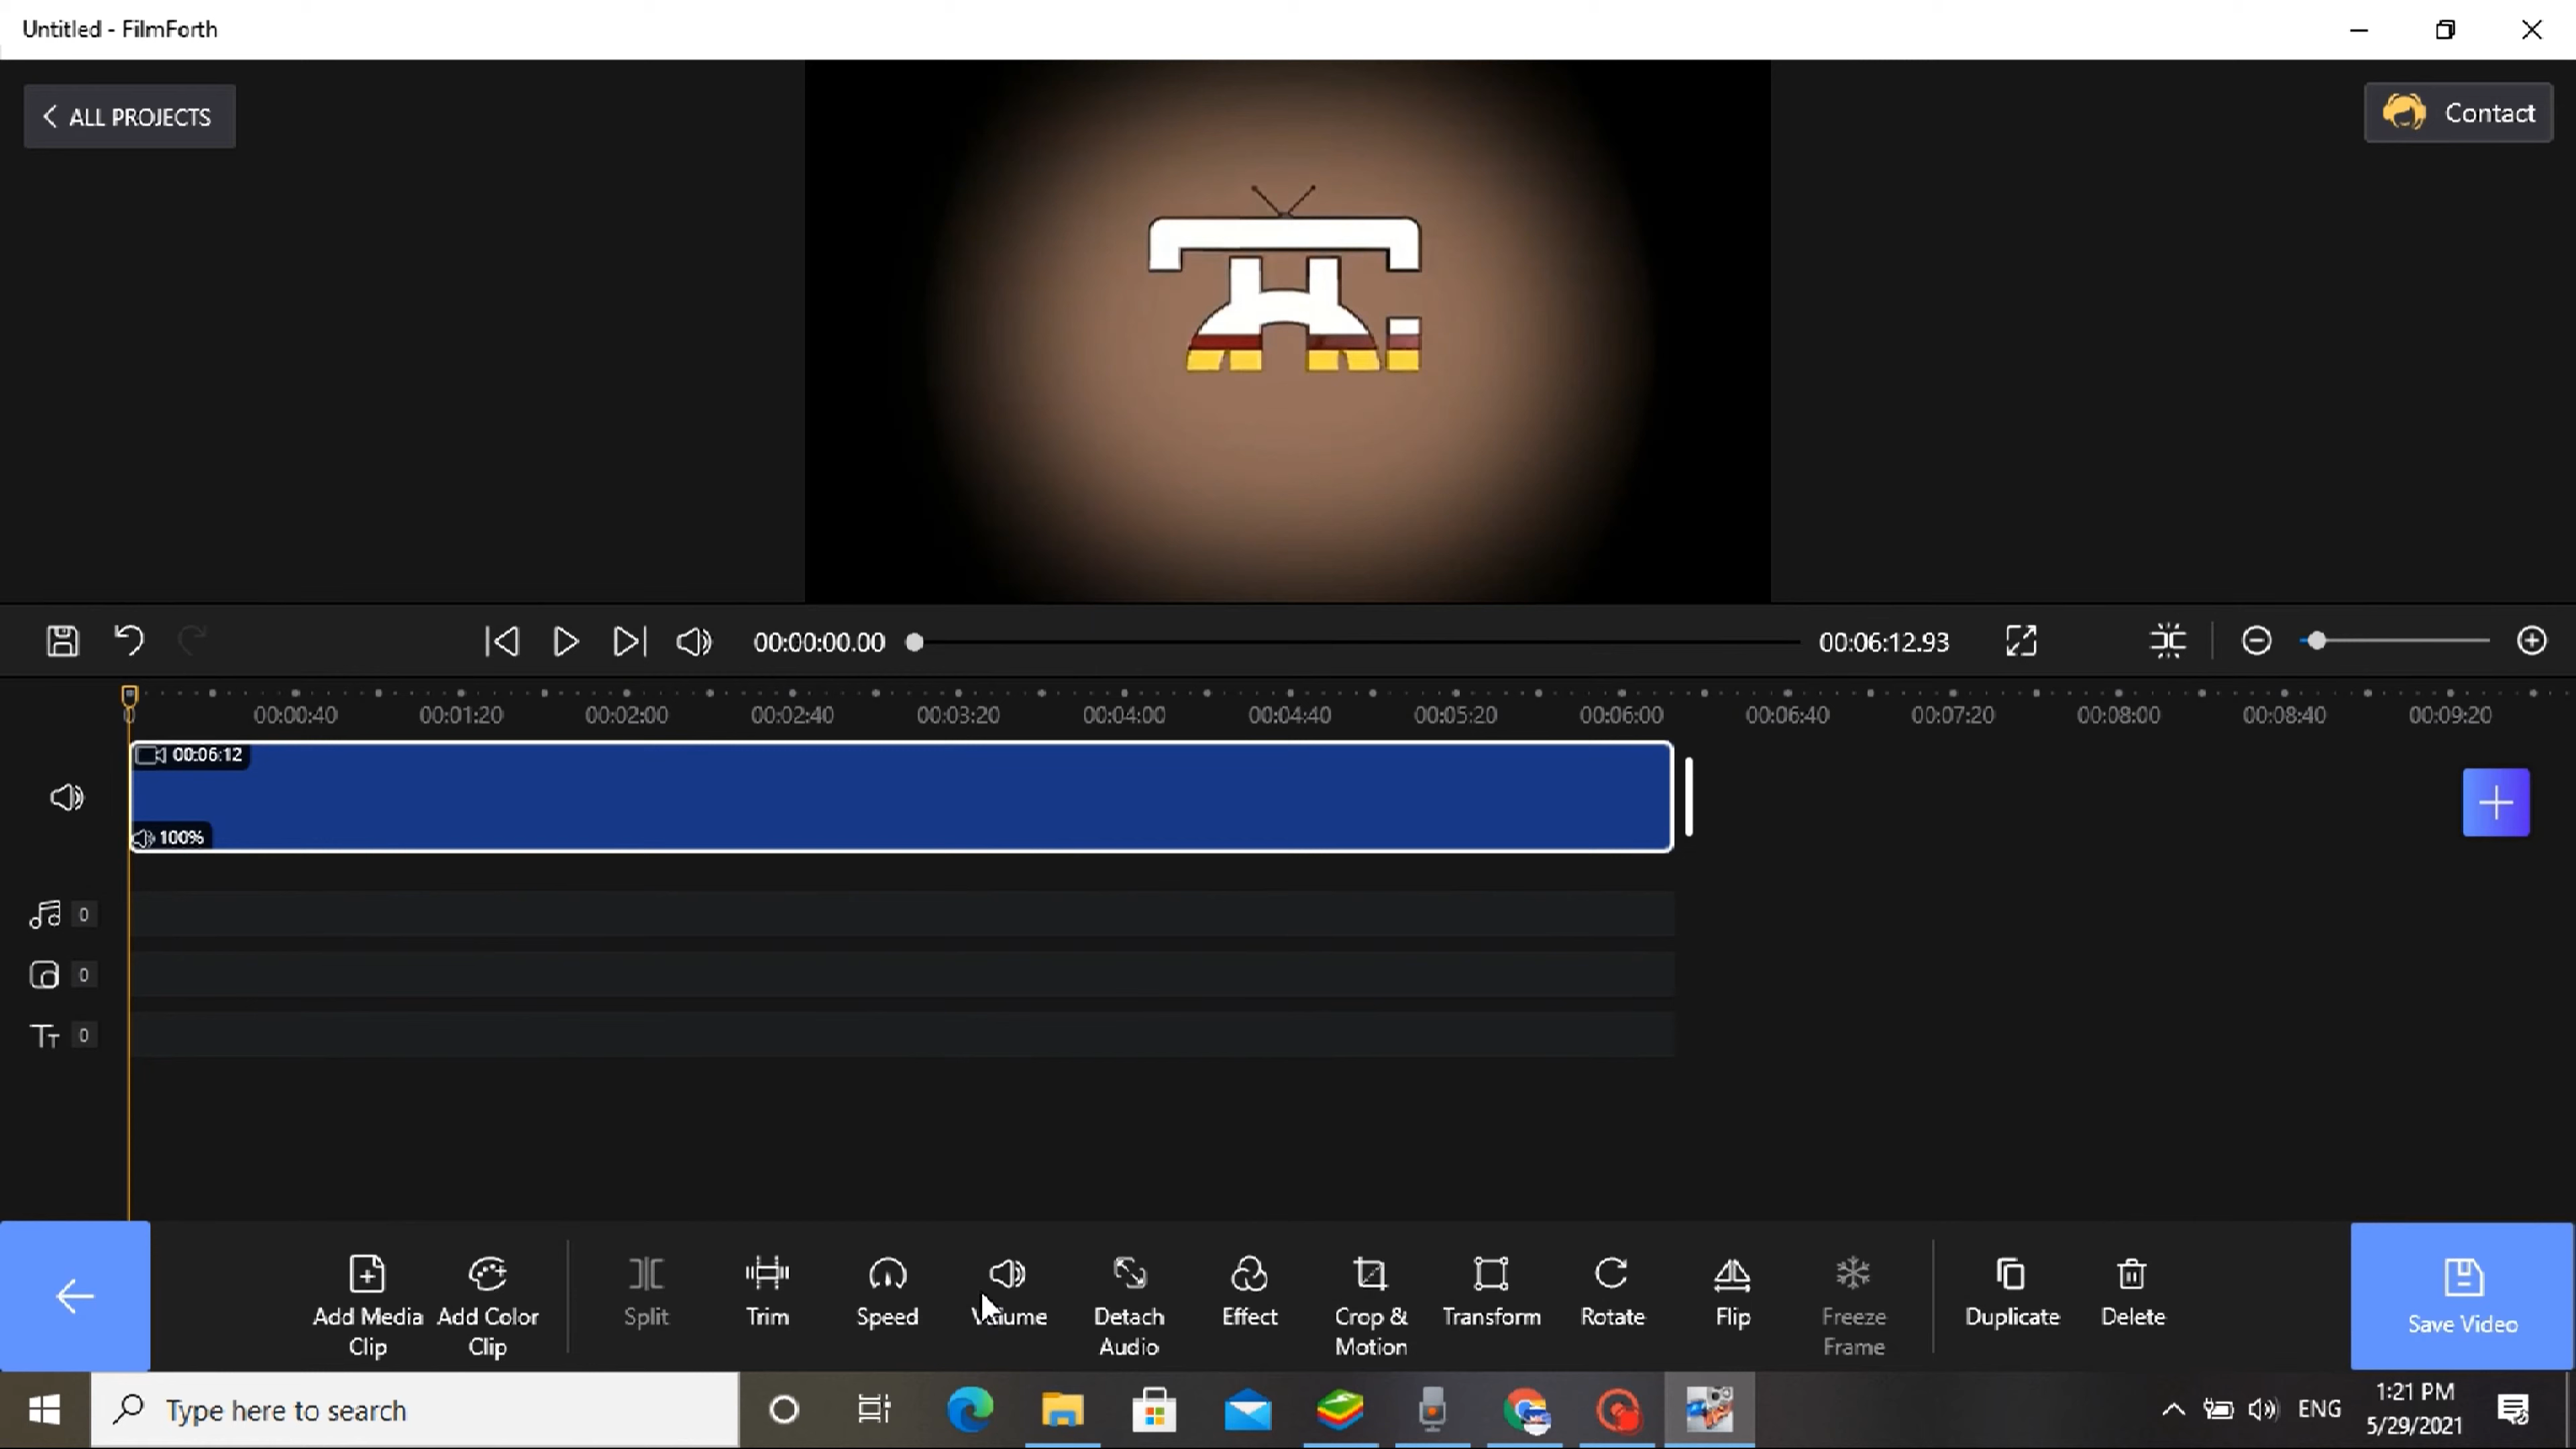 Untitled - FilmForth
ALL PROJECTS
Contact
00:00:00.00
00:06:12.93
0 00:00:40 00:01:20 00:02:00 00:02:40 00:03:20 00:04:00 00:04:40 00:05:20 00:06:00 00:06:40 00:07:20 00:08:00 00:08:40 00:09:20
00:06:12
100%
0
0
TT 0
Add Media Clip
Add Color Clip
Split
Trim
Speed
Volume
Detach Audio
Effect
Crop & Motion
Transform
Rotate
Flip
Freeze Frame
Duplicate
Delete
Save Video
Type here to search
ENG
1:21 PM
5/29/2021